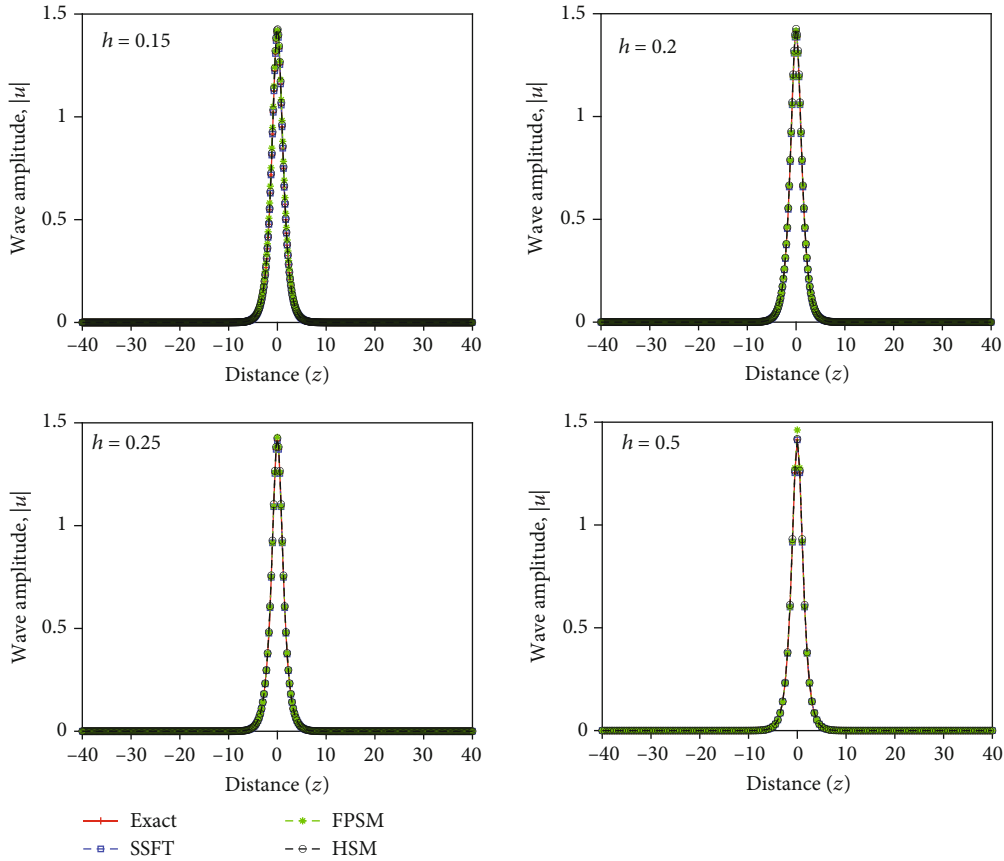 h = 0.15
Wave amplitude, |u|
1.5
1
0.5
0
–40 –30 –20 –10 0 10 20 30 40
Distance (z)
h = 0.2
Wave amplitude, |u|
1.5
1
0.5
0
–40 –30 –20 –10 0 10 20 30 40
Distance (z)
h = 0.25
Wave amplitude, |u|
1.5
1
0.5
0
–40 –30 –20 –10 0 10 20 30 40
Distance (z)
h = 0.5
Wave amplitude, |u|
1.5
1
0.5
0
–40 –30 –20 –10 0 10 20 30 40
Distance (z)
Exact
SSFT
FPSM
HSM